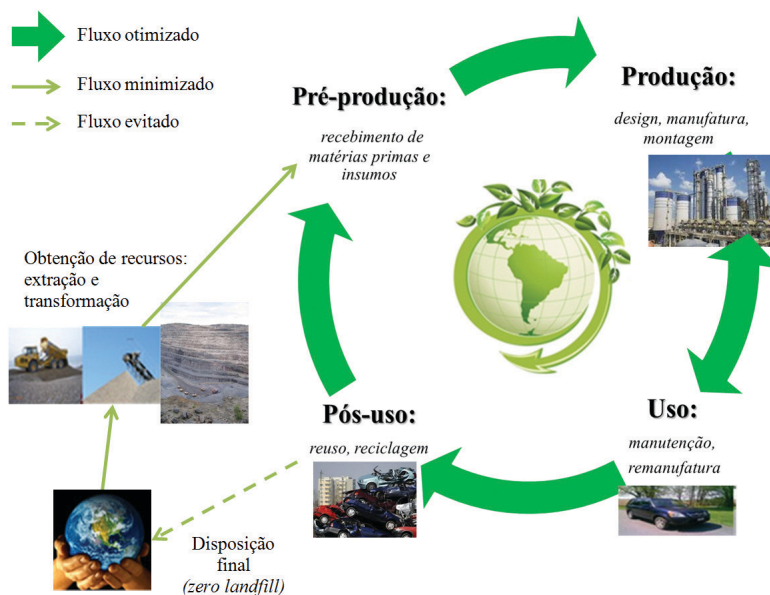 Fluxo otimizado
Fluxo minimizado
Fluxo evitado
Pré-produção:
recebimento de
matérias primas e
insumos
Produção:
design, manufatura,
montagem
Obtenção de recursos:
extração e
transformação
Pós-uso:
reuso, reciclagem
Uso:
manutenção,
remanufatura
Disposição
final
(zero landfill)